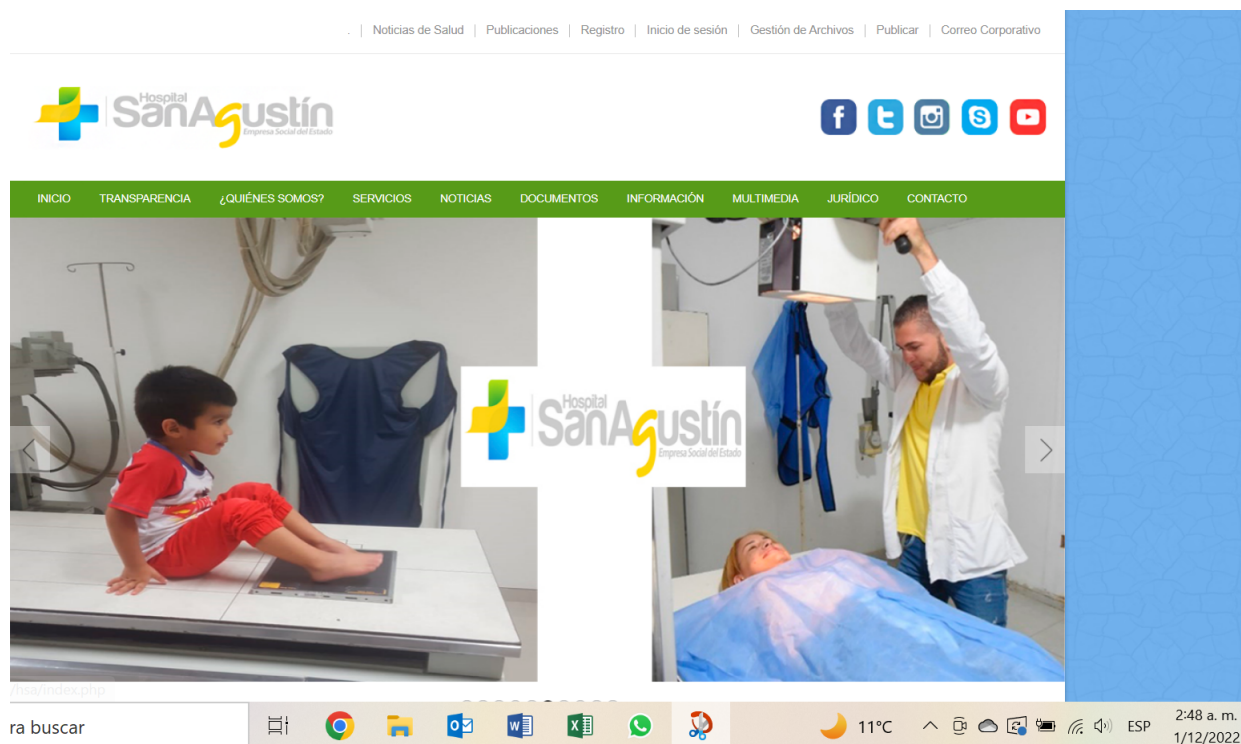 . | Noticias de Salud | Publicaciones | Registro | Inicio de sesión | Gestión de Archivos | Publicar | Correo Corporativo
Hospital
SanAgustín
Empresa Social del Estado
INICIO TRANSPARENCIA ¿QUIÉNES SOMOS? SERVICIOS NOTICIAS DOCUMENTOS INFORMACIÓN MULTIMEDIA JURÍDICO CONTACTO
Hospital
SanAgustín
Empresa Social del Estado
/hsa/index.php
ra buscar
11°C
ESP
2:48 a. m.
1/12/2022